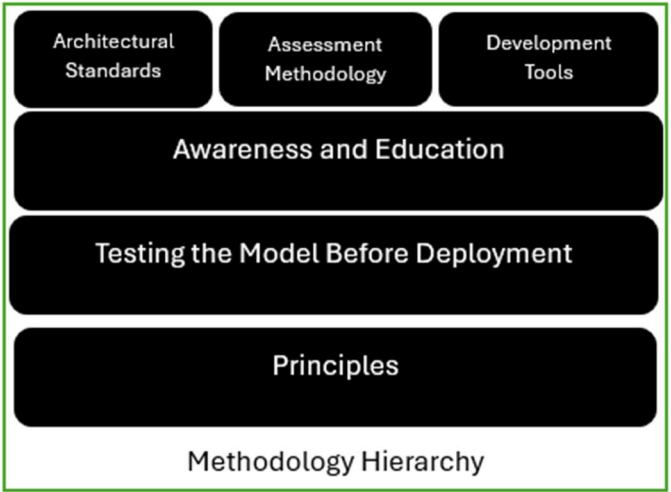 Architectural
Standards
Assessment
Methodology
Development
Tools
Awareness and Education
Testing the Model Before Deployment
Principles
Methodology Hierarchy